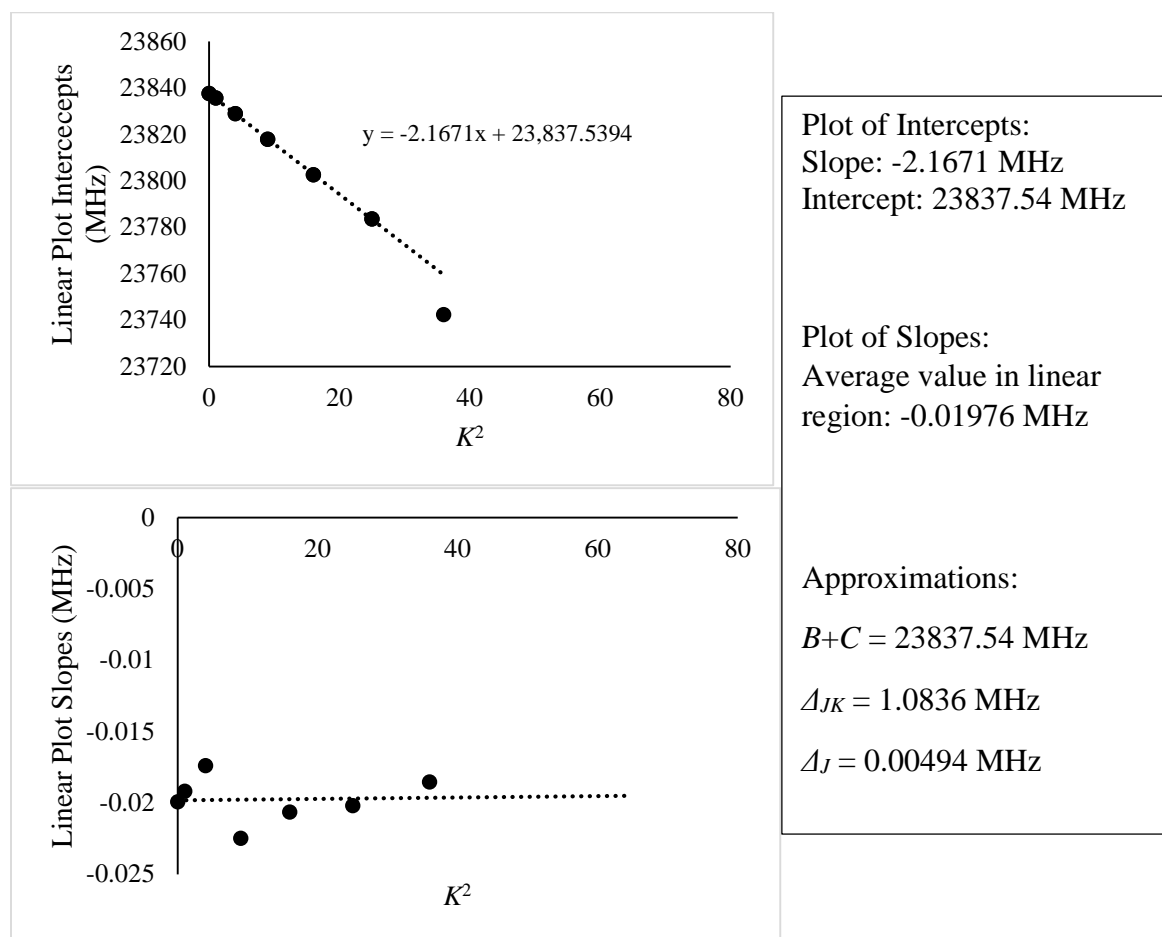 23860
23840
23820
23800
23780
23760
23740
23720
0
20
40
60
80
Linear Plot Intercecepts
(MHz)
K²
y = -2.1671x + 23,837.5394
0
-0.005
-0.01
-0.015
-0.02
-0.025
0
20
40
60
80
Linear Plot Slopes (MHz)
K²
Plot of Intercepts:
Slope: -2.1671 MHz
Intercept: 23837.54 MHz
Plot of Slopes:
Average value in linear
region: -0.01976 MHz
Approximations:
B+C = 23837.54 MHz
Δ_JK = 1.0836 MHz
Δ_J = 0.00494 MHz